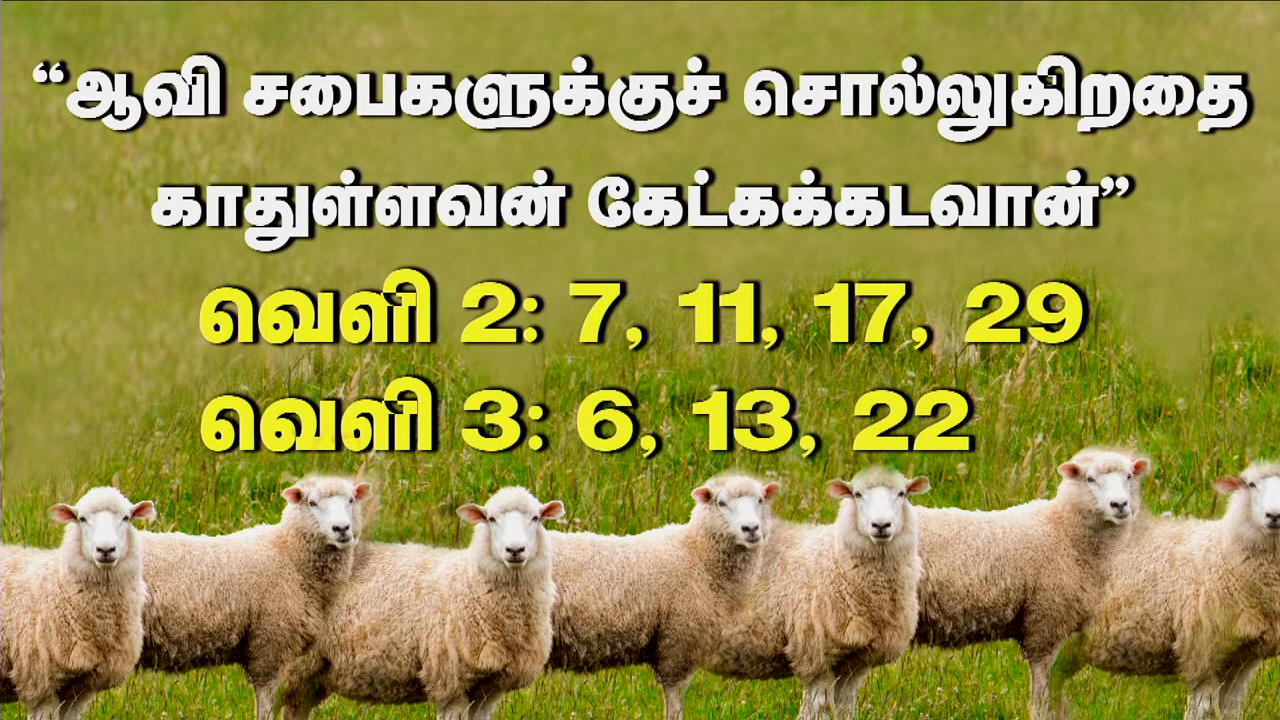 “ஆவி சபைகளுக்குச் சொல்லுகிறதை
காதுள்ளவன் கேட்கக்கடவான்”
வெளி 2: 7, 11, 17, 29
வெளி 3: 6, 13, 22